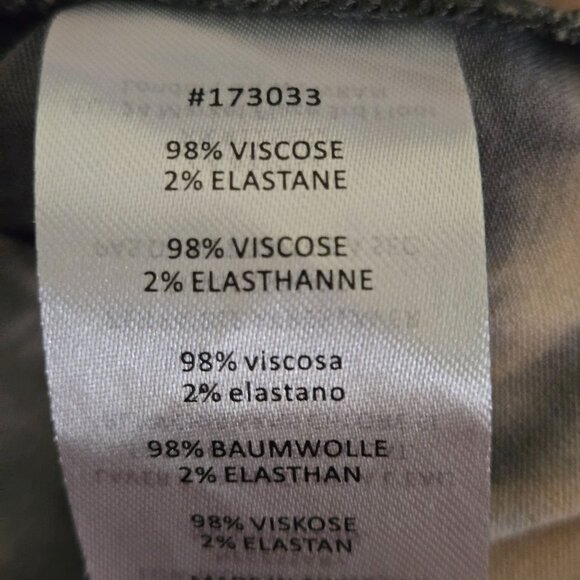 #173033
98% VISCOSE
2% ELASTANE
98% VISCOSE
2% ELASTHANNE
98% viscosa
2% elastano
98% BAUMWOLLE
2% ELASTHAN
98% VISKOSE
2% ELASTAN